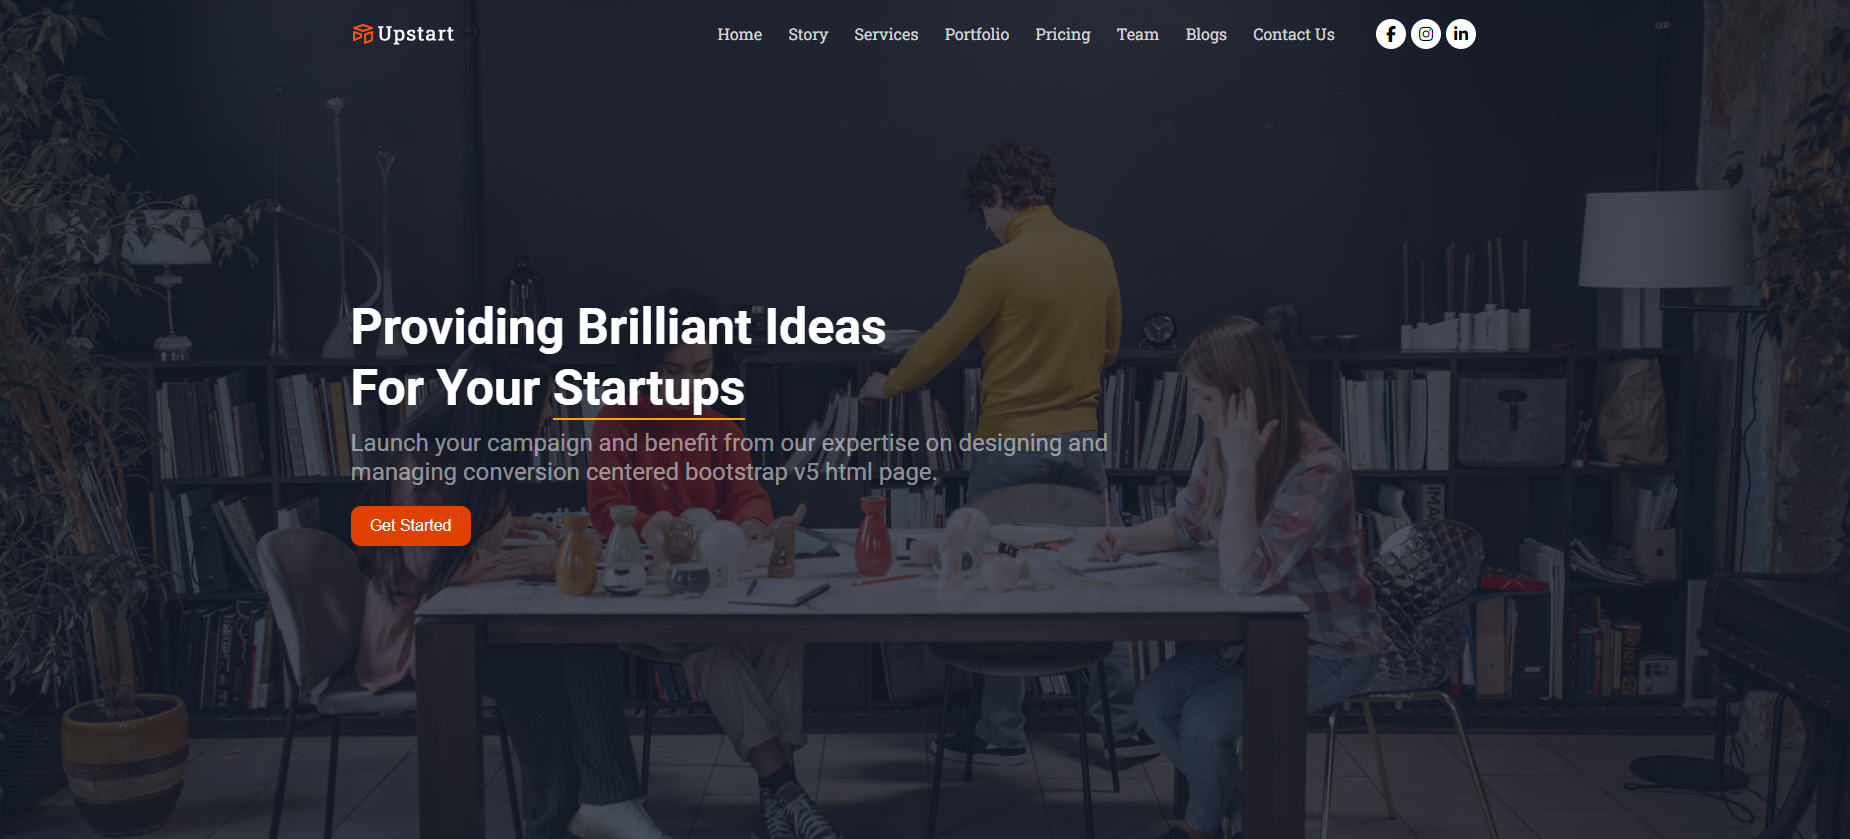 Upstart
Home Story Services Portfolio Pricing Team Blogs Contact Us
Providing Brilliant Ideas
For Your Startups
Launch your campaign and benefit from our expertise on designing and
managing conversion centered bootstrap v5 html page.
Get Started